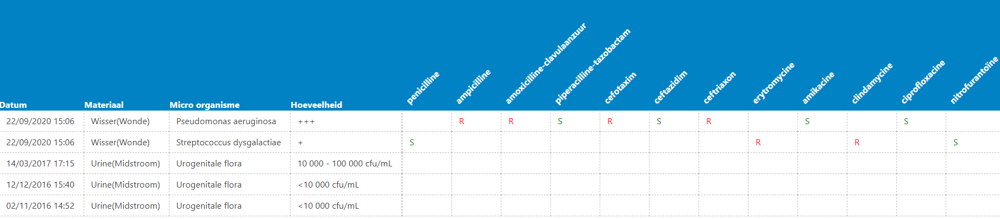 Datum Materiaal Micro organisme Hoeveelheid penicilline ampicilline amoxicilline-clavulaanzuur piperacilline-tazobactam cefotaxim ceftazidim ceftriaxon erytromycine amikacine clindamycine ciprofloxacine nitrofurantoïne
22/09/2020 15:06 Wisser(Wonde) Pseudomonas aeruginosa +++ R R S R S R S S
22/09/2020 15:06 Wisser(Wonde) Streptococcus dysgalactiae + S R R S
14/03/2017 17:15 Urine(Midstroom) Urogenitale flora 10 000 - 100 000 cfu/mL
12/12/2016 15:40 Urine(Midstroom) Urogenitale flora <10 000 cfu/mL
02/11/2016 14:52 Urine(Midstroom) Urogenitale flora <10 000 cfu/mL